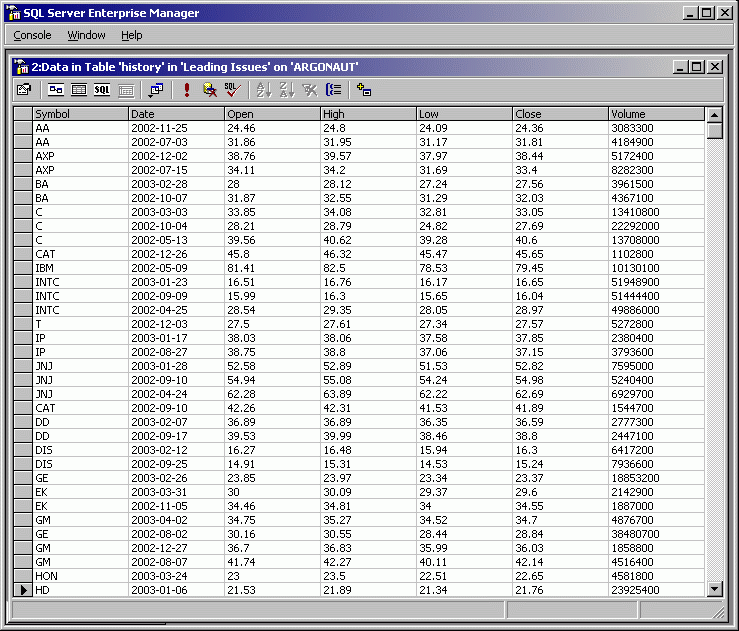 SQL Server Enterprise Manager
Console Window Help
2:Data in Table 'history' in 'Leading Issues' on 'ARGONAUT'
SQL SQL A Z Z A
Symbol Date Open High Low Close Volume
AA 2002-11-25 24.46 24.8 24.09 24.36 3083300
AA 2002-07-03 31.86 31.95 31.17 31.81 4184900
AXP 2002-12-02 38.76 39.57 37.97 38.44 5172400
AXP 2002-07-15 34.11 34.2 31.69 33.4 8282300
BA 2003-02-28 28 28.12 27.24 27.56 3961500
BA 2002-10-07 31.87 32.55 31.29 32.03 4367100
C 2003-03-03 33.85 34.08 32.81 33.05 13410800
C 2002-10-04 28.21 28.79 24.82 27.69 22292000
C 2002-05-13 39.56 40.62 39.28 40.6 13708000
CAT 2002-12-26 45.8 46.32 45.47 45.65 1102800
IBM 2002-05-09 81.41 82.5 78.53 79.45 10130100
INTC 2003-01-23 16.51 16.76 16.17 16.65 51948900
INTC 2002-09-09 15.99 16.3 15.65 16.04 51444400
INTC 2002-04-25 28.54 29.35 28.05 28.97 49886000
T 2002-12-03 27.5 27.61 27.34 27.57 5272800
IP 2003-01-17 38.03 38.06 37.58 37.85 2380400
IP 2002-08-27 38.75 38.8 37.06 37.15 3793600
JNJ 2003-01-28 52.58 52.89 51.53 52.82 7595000
JNJ 2002-09-10 54.94 55.08 54.24 54.98 5240400
JNJ 2002-04-24 62.28 63.89 62.22 62.69 6929700
CAT 2002-09-10 42.26 42.31 41.53 41.89 1544700
DD 2003-02-07 36.89 36.89 36.35 36.59 2777300
DD 2002-09-17 39.53 39.99 38.46 38.8 2447100
DIS 2003-02-12 16.27 16.48 15.94 16.3 6417200
DIS 2002-09-25 14.91 15.31 14.53 15.24 7936600
GE 2003-02-26 23.85 23.97 23.34 23.37 18853200
EK 2003-03-31 30 30.09 29.37 29.6 2142900
EK 2002-11-05 34.46 34.81 34 34.55 1887000
GM 2003-04-02 34.75 35.27 34.52 34.7 4876700
GE 2002-08-02 30.16 30.55 28.44 28.84 38480700
GM 2002-12-27 36.7 36.83 35.99 36.03 1858800
GM 2002-08-07 41.74 42.27 40.11 42.14 4516400
HON 2003-03-24 23 23.5 22.51 22.65 4581800
HD 2003-01-06 21.53 21.89 21.34 21.76 23925400